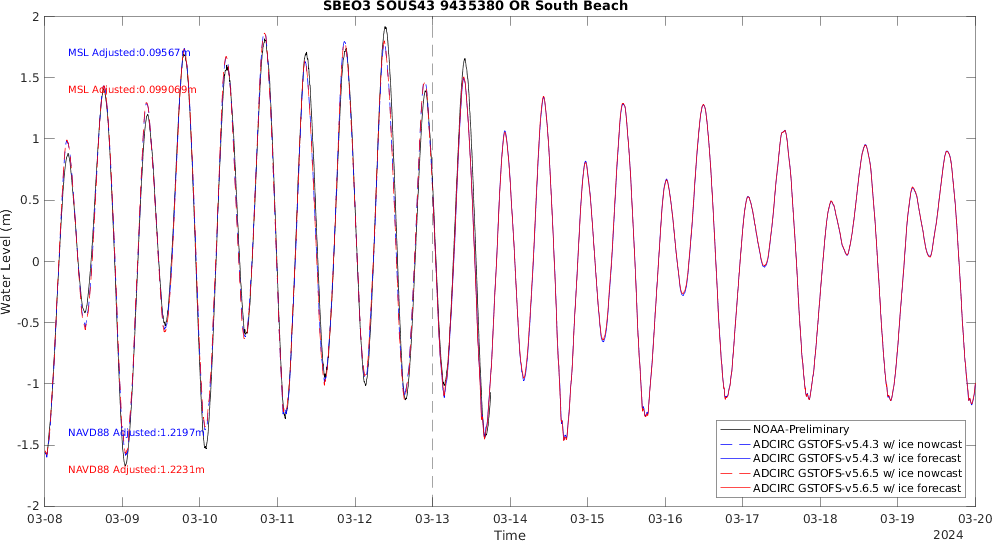 SBEO3 SOUS43 9435380 OR South Beach
2
1.5
1
0.5
0
-0.5
-1
-1.5
-2
Water Level (m)
MSL Adjusted:0.09567m
MSL Adjusted:0.099069m
NAVD88 Adjusted:1.2197m
NAVD88 Adjusted:1.2231m
NOAA-Preliminary
ADCIRC GSTOFS-v5.4.3 w/ ice nowcast
ADCIRC GSTOFS-v5.4.3 w/ ice forecast
ADCIRC GSTOFS-v5.6.5 w/ ice nowcast
ADCIRC GSTOFS-v5.6.5 w/ ice forecast
03-08 03-09 03-10 03-11 03-12 03-13 03-14 03-15 03-16 03-17 03-18 03-19 03-20
Time
2024